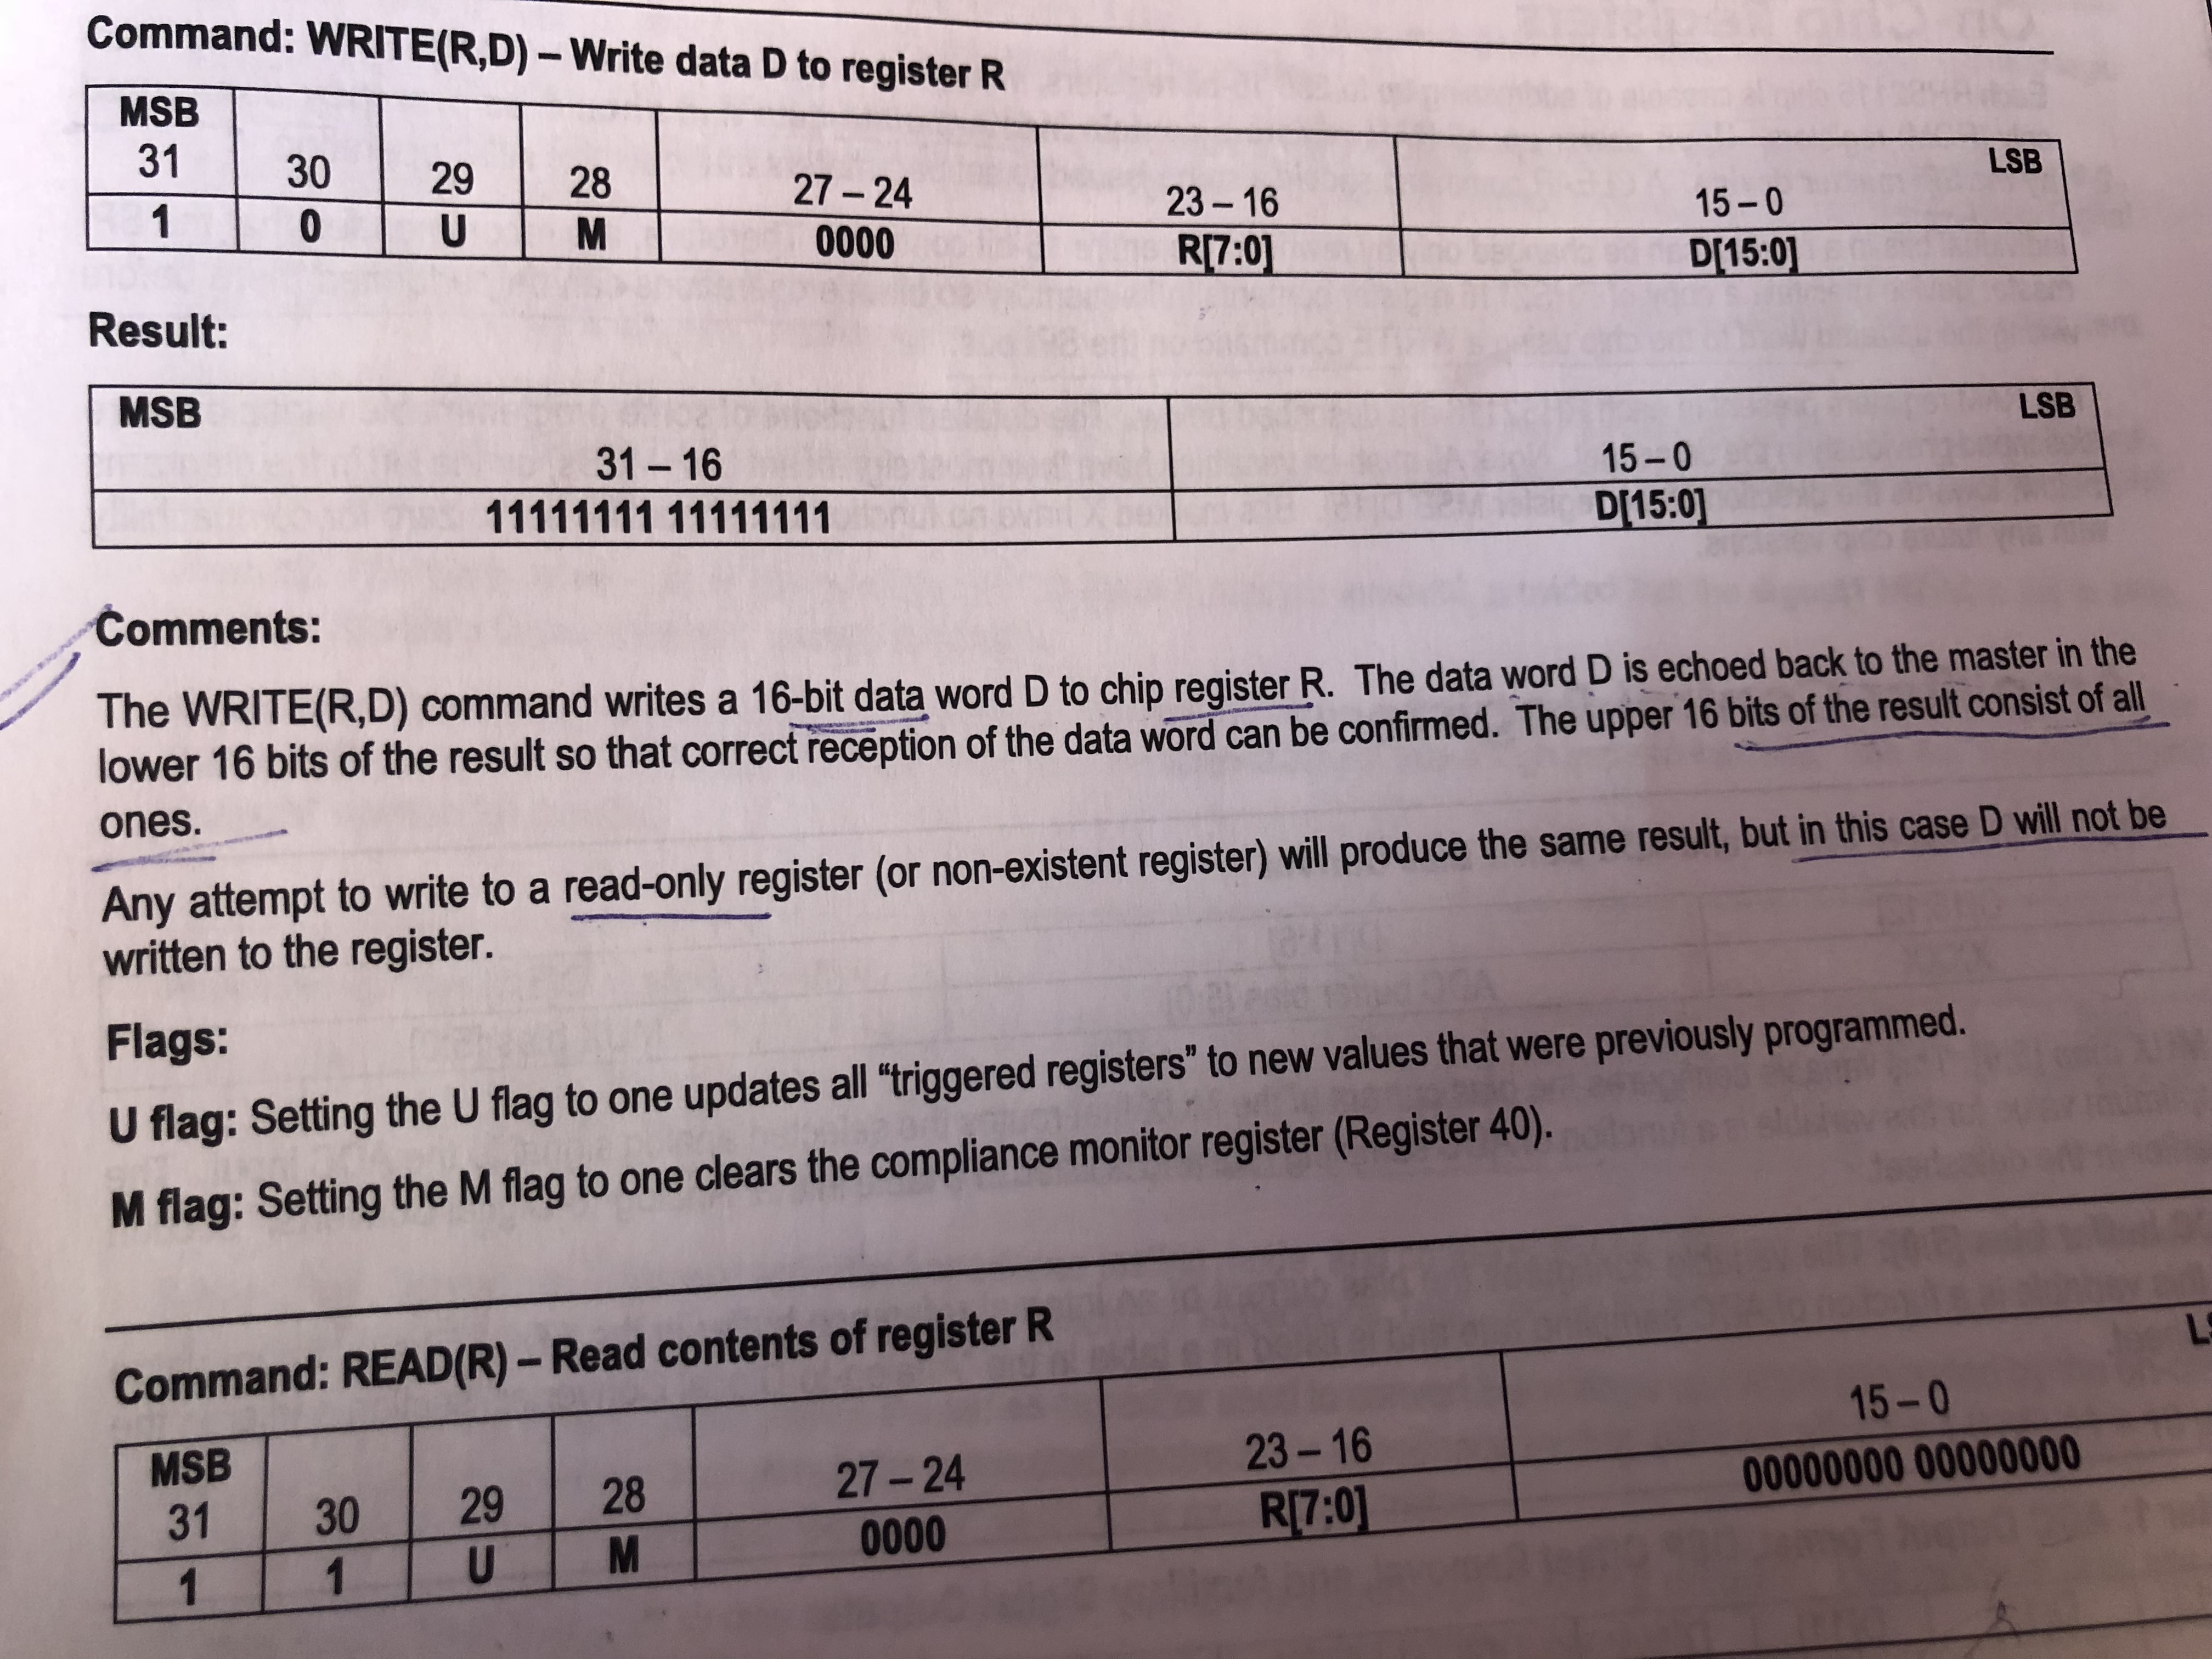 Command: WRITE(R,D) – Write data D to register R
MSB LSB
31 30 29 28 27 – 24 23 – 16 15 – 0
1 0 U M 0000 R[7:0] D[15:0]
Result:
MSB LSB
31 – 16 15 – 0
11111111 11111111 D[15:0]
Comments:
The WRITE(R,D) command writes a 16-bit data word D to chip register R. The data word D is echoed back to the master in the
lower 16 bits of the result so that correct reception of the data word can be confirmed. The upper 16 bits of the result consist of all
ones.
Any attempt to write to a read-only register (or non-existent register) will produce the same result, but in this case D will not be
written to the register.
Flags:
U flag: Setting the U flag to one updates all “triggered registers” to new values that were previously programmed.
M flag: Setting the M flag to one clears the compliance monitor register (Register 40).
Command: READ(R) – Read contents of register R
MSB
31 30 29 28 27 – 24 23 – 16 15 – 0
1 1 U M 0000 R[7:0] 00000000 00000000